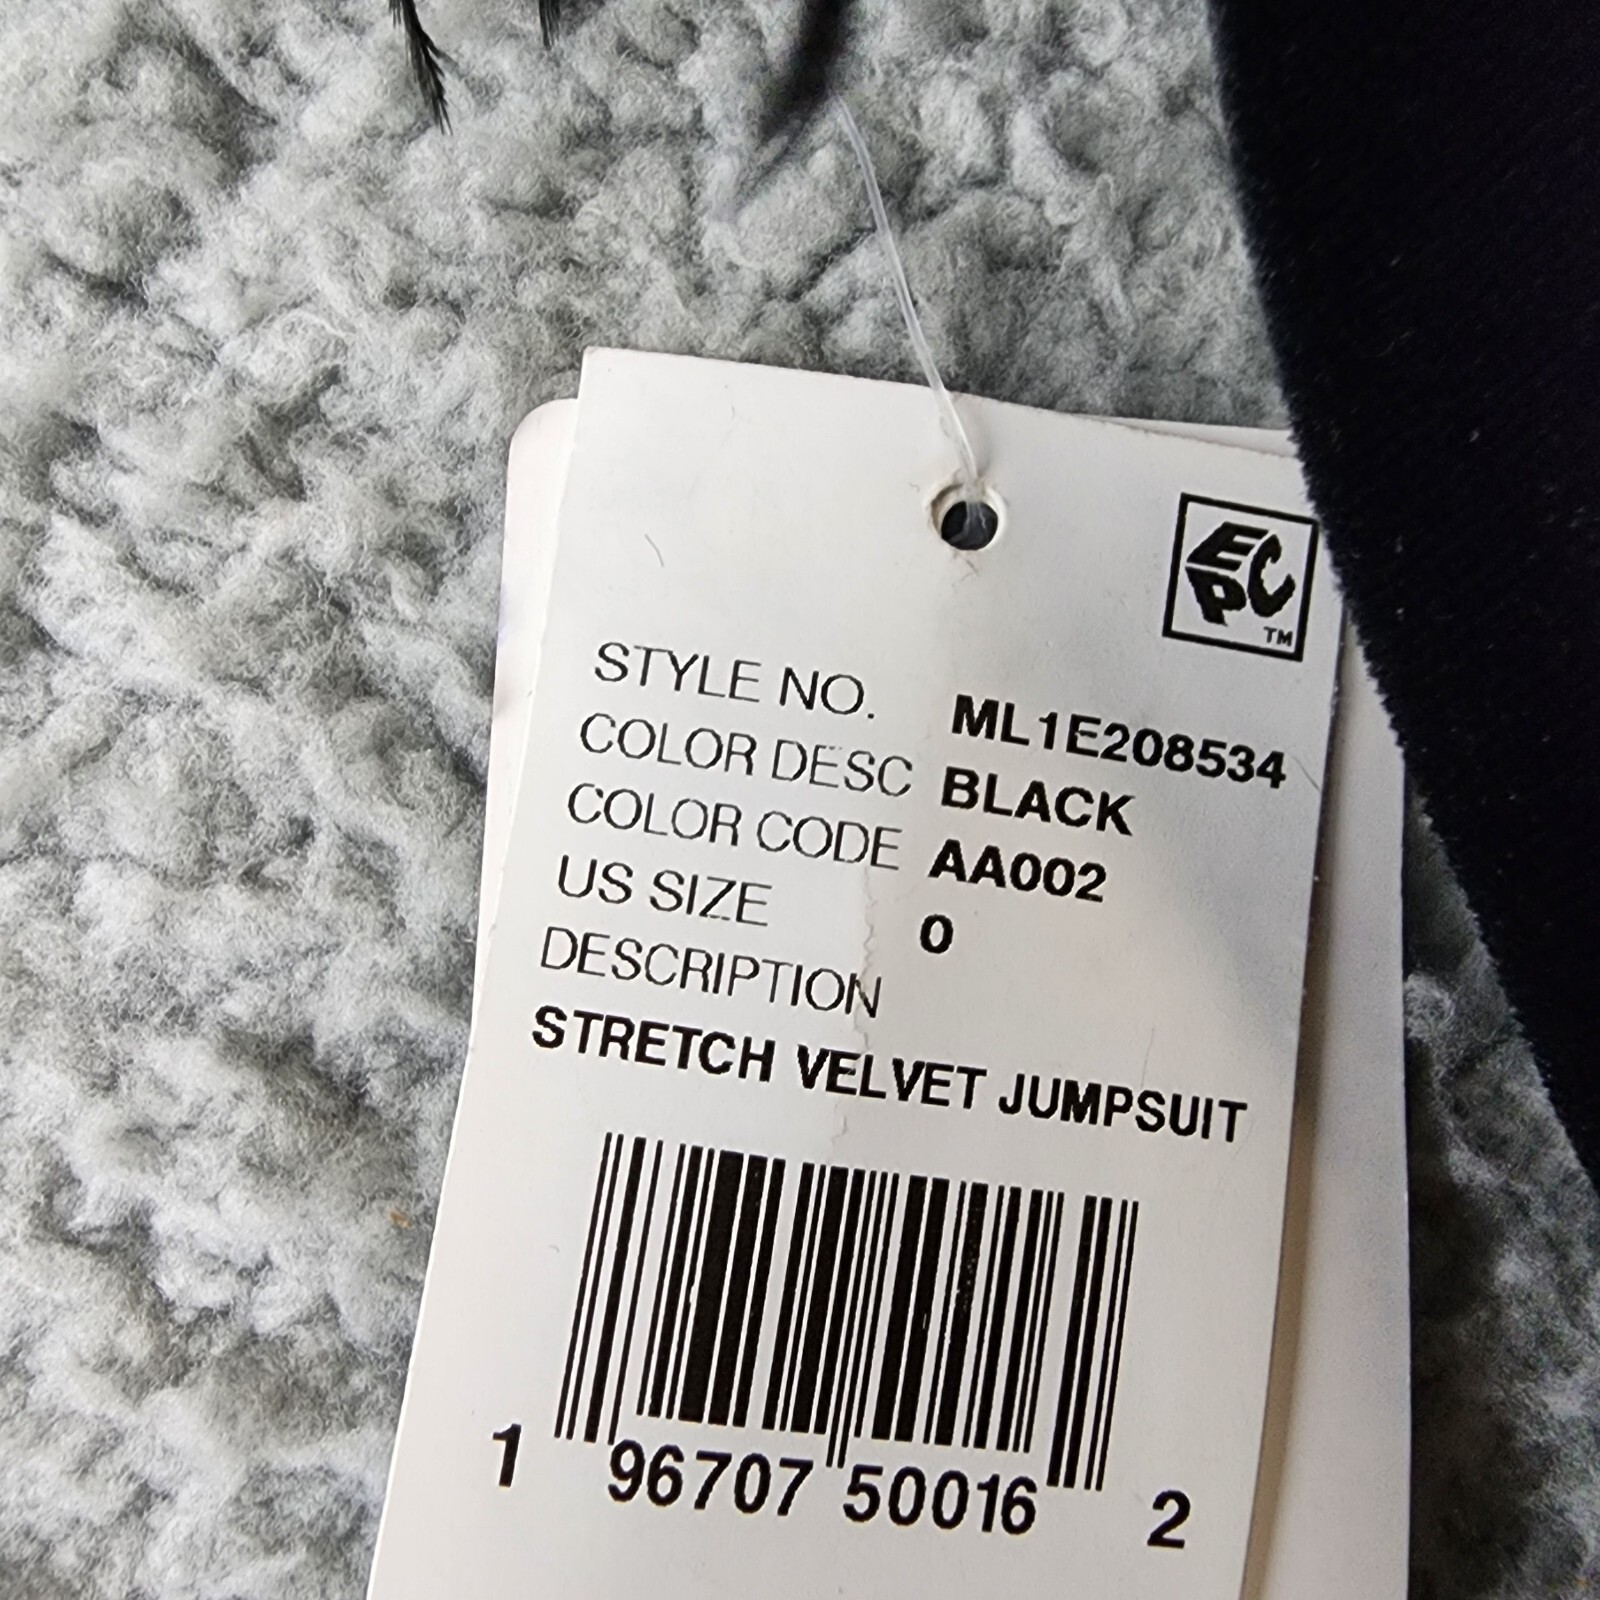 EPC
TM
STYLE NO. ML1E208534
COLOR DESC BLACK
COLOR CODE AA002
US SIZE 0
DESCRIPTION
STRETCH VELVET JUMPSUIT
1 96707 50016 2